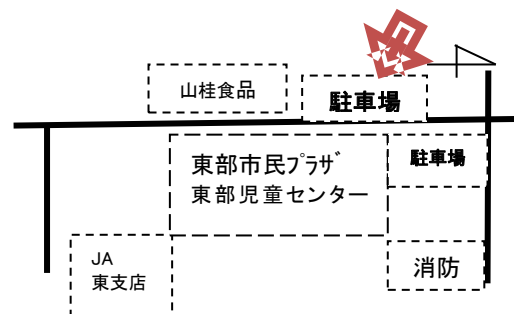 山桂食品
駐車場
駐車場
東部市民プラザ
東部児童センター
消防
JA
東支店